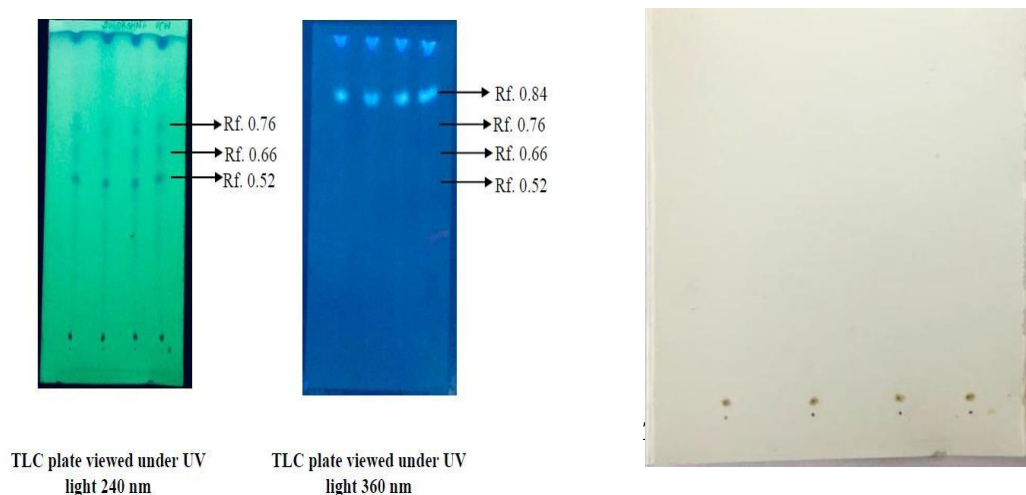 Rf. 0.76
Rf. 0.66
Rf. 0.52
Rf. 0.84
Rf. 0.76
Rf. 0.66
Rf. 0.52
TLC plate viewed under UV
light 240 nm
TLC plate viewed under UV
light 360 nm